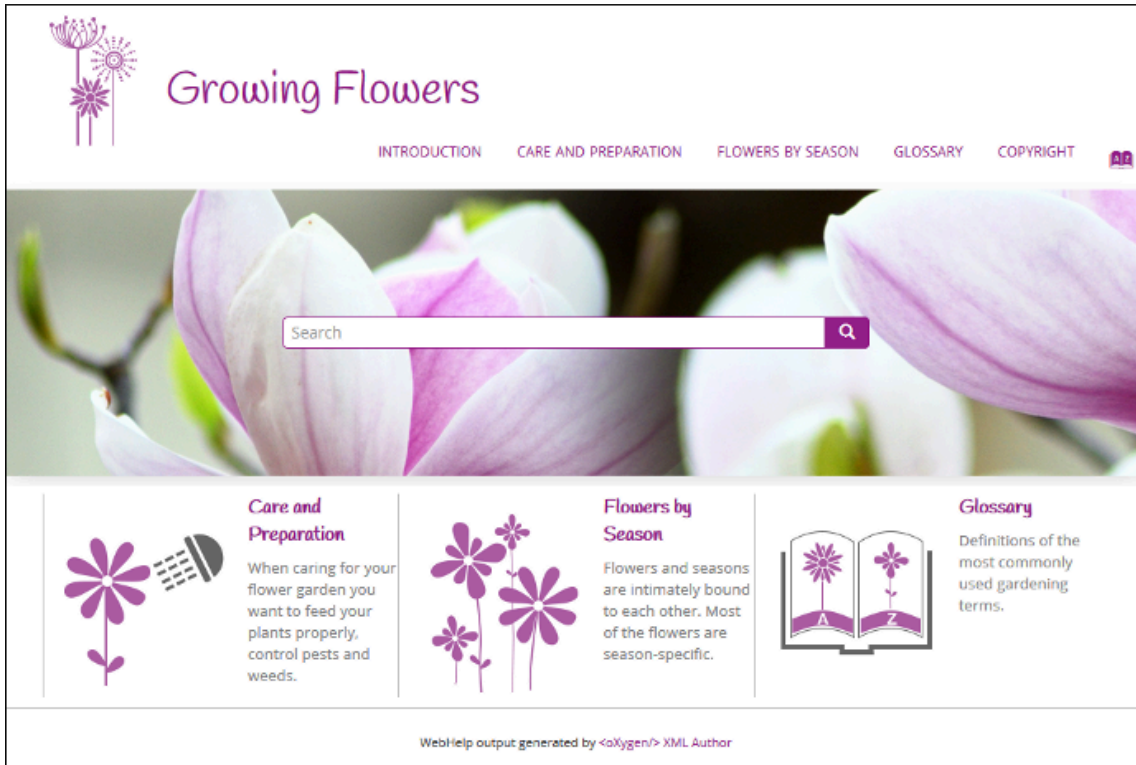 Growing Flowers
INTRODUCTION CARE AND PREPARATION FLOWERS BY SEASON GLOSSARY COPYRIGHT
Search
Care and
Preparation
When caring for your
flower garden you
want to feed your
plants properly,
control pests and
weeds.
Flowers by
Season
Flowers and seasons
are intimately bound
to each other. Most
of the flowers are
season-specific.
A Z
Glossary
Definitions of the
most commonly
used gardening
terms.
WebHelp output generated by <oXygen/> XML Author